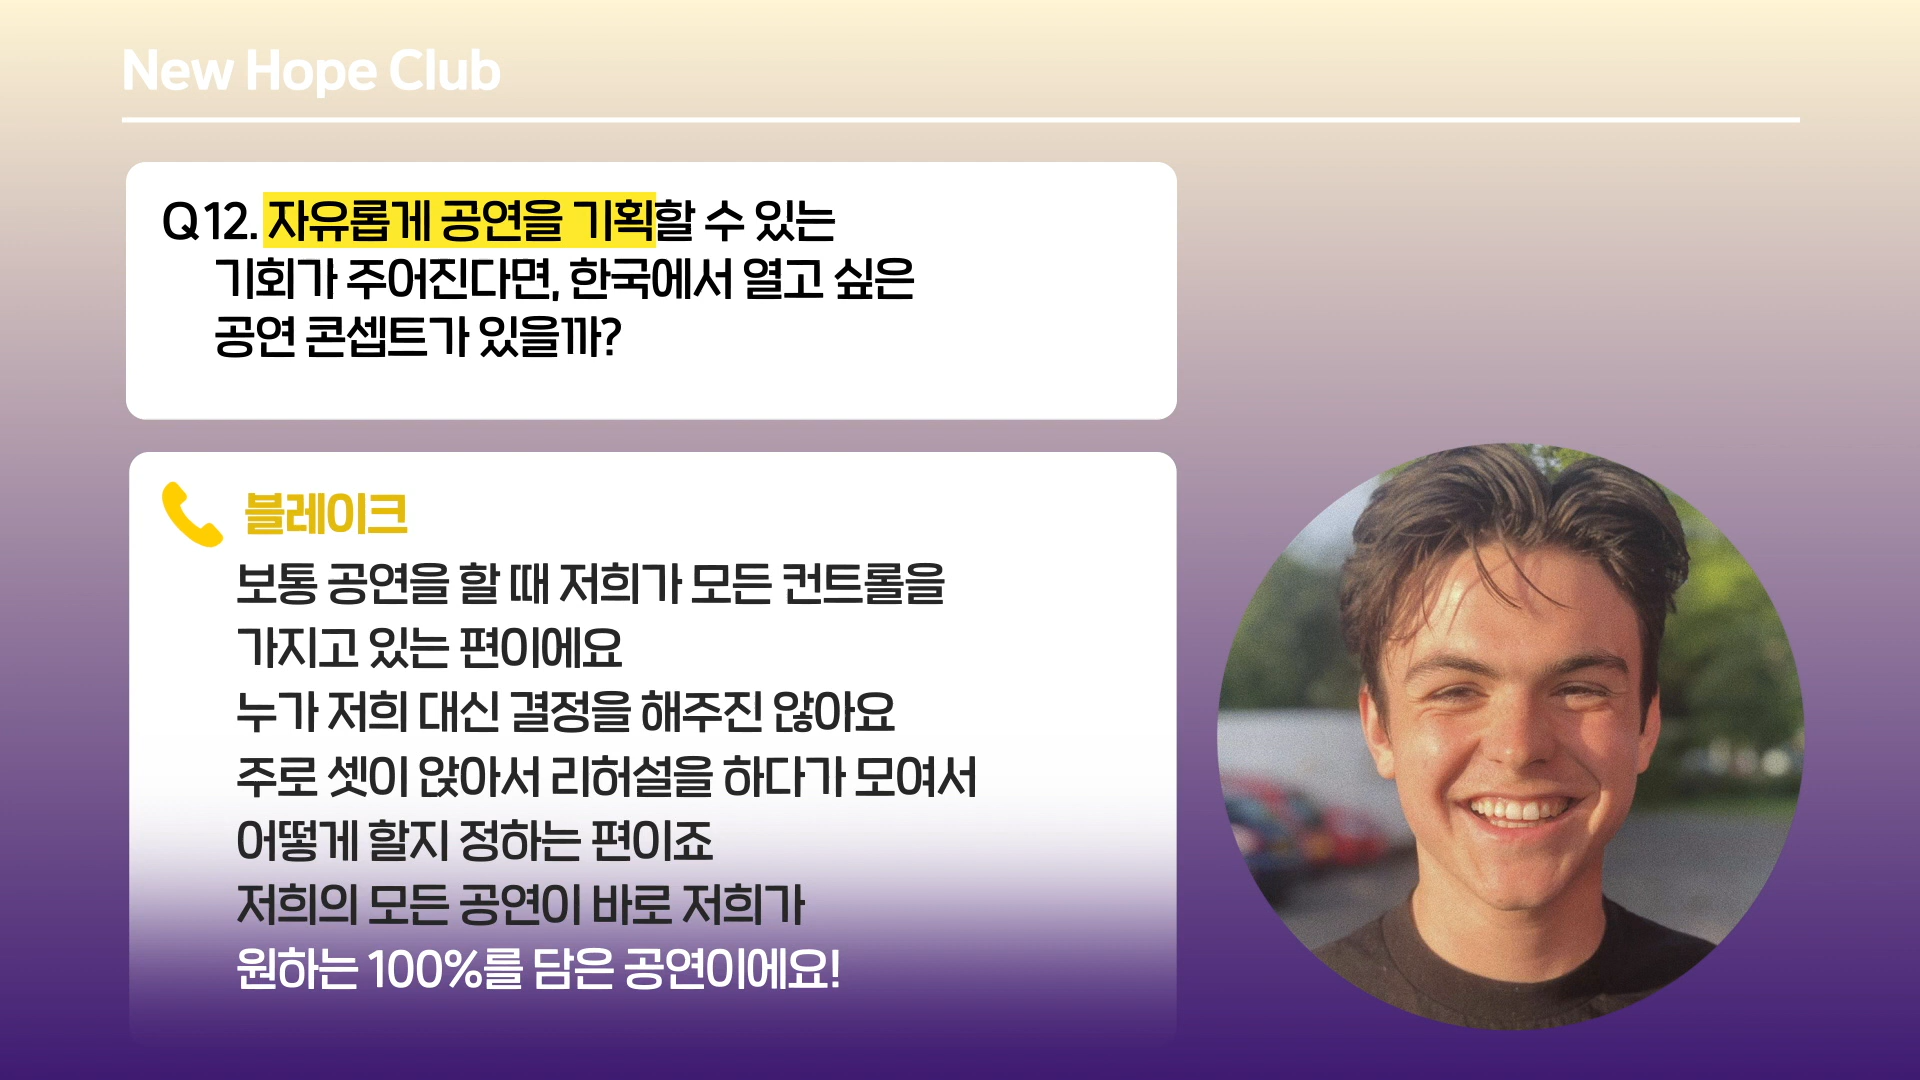 New Hope Club
Q12. 자유롭게 공연을 기획할 수 있는
기회가 주어진다면, 한국에서 열고 싶은
공연 콘셉트가 있을까?
블레이크
보통 공연을 할 때 저희가 모든 컨트롤을
가지고 있는 편이에요
누가 저희 대신 결정을 해주진 않아요
주로 셋이 앉아서 리허설을 하다가 모여서
어떻게 할지 정하는 편이죠
저희의 모든 공연이 바로 저희가
원하는 100%를 담은 공연이에요!